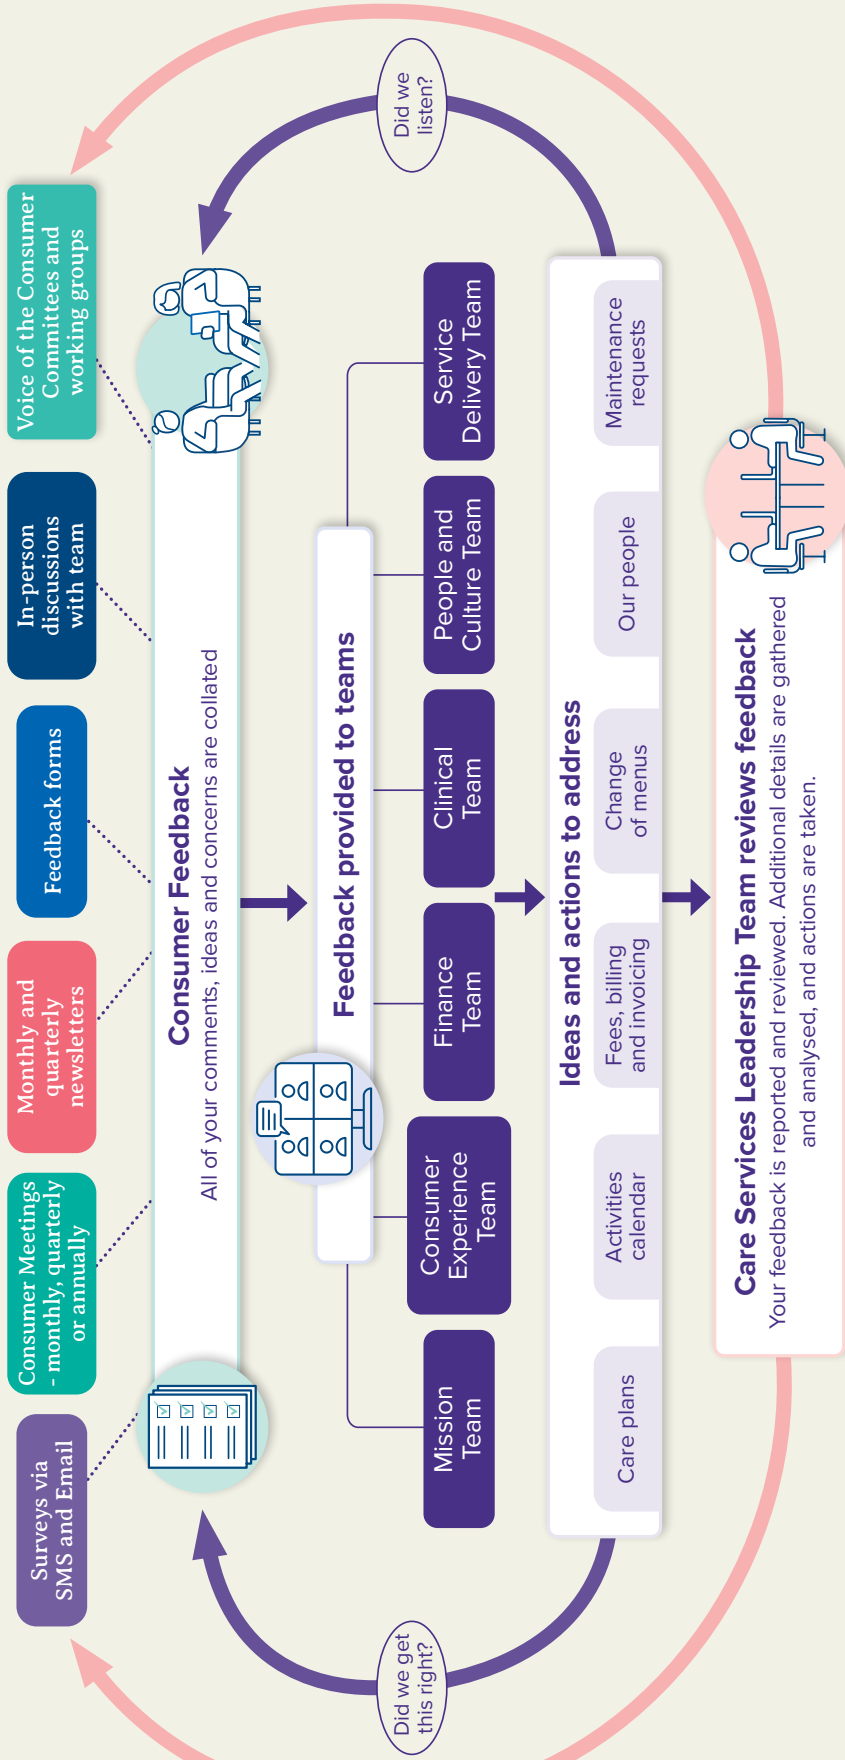 Surveys via
SMS and Email
Consumer Meetings
- monthly, quarterly
or annually
Monthly and
quarterly
newsletters
Feedback forms
In-person
discussions
with team
Voice of the Consumer
Committees and
working groups
Consumer Feedback
All of your comments, ideas and concerns are collated
Feedback provided to teams
Mission
Team
Consumer
Experience
Team
Finance
Team
Clinical
Team
People and
Culture Team
Service
Delivery Team
Did we get
this right?
Did we
listen?
Ideas and actions to address
Care plans
Activities
calendar
Fees, billing
and invoicing
Change
of menus
Our people
Maintenance
requests
Care Services Leadership Team reviews feedback
Your feedback is reported and reviewed. Additional details are gathered
and analysed, and actions are taken.